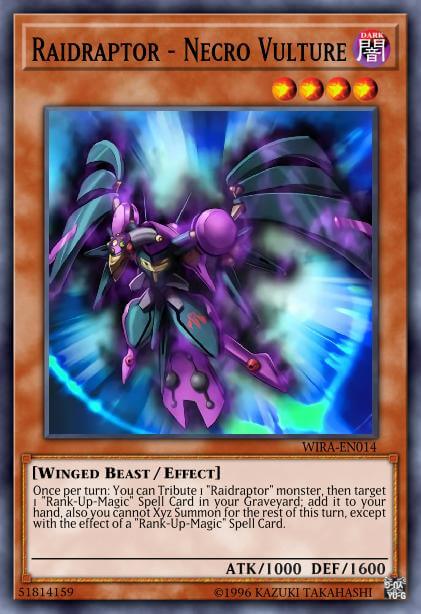 Raidraptor - Necro Vulture
DARK
闇
WIRA-EN014
[Winged Beast / Effect]
Once per turn: You can Tribute 1 "Raidraptor" monster, then target
1 "Rank-Up-Magic" Spell Card in your Graveyard; add it to your
hand, also you cannot Xyz Summon for the rest of this turn, except
with the effect of a "Rank-Up-Magic" Spell Card.
ATK/1000 DEF/1600
51814159
©1996 KAZUKI TAKAHASHI